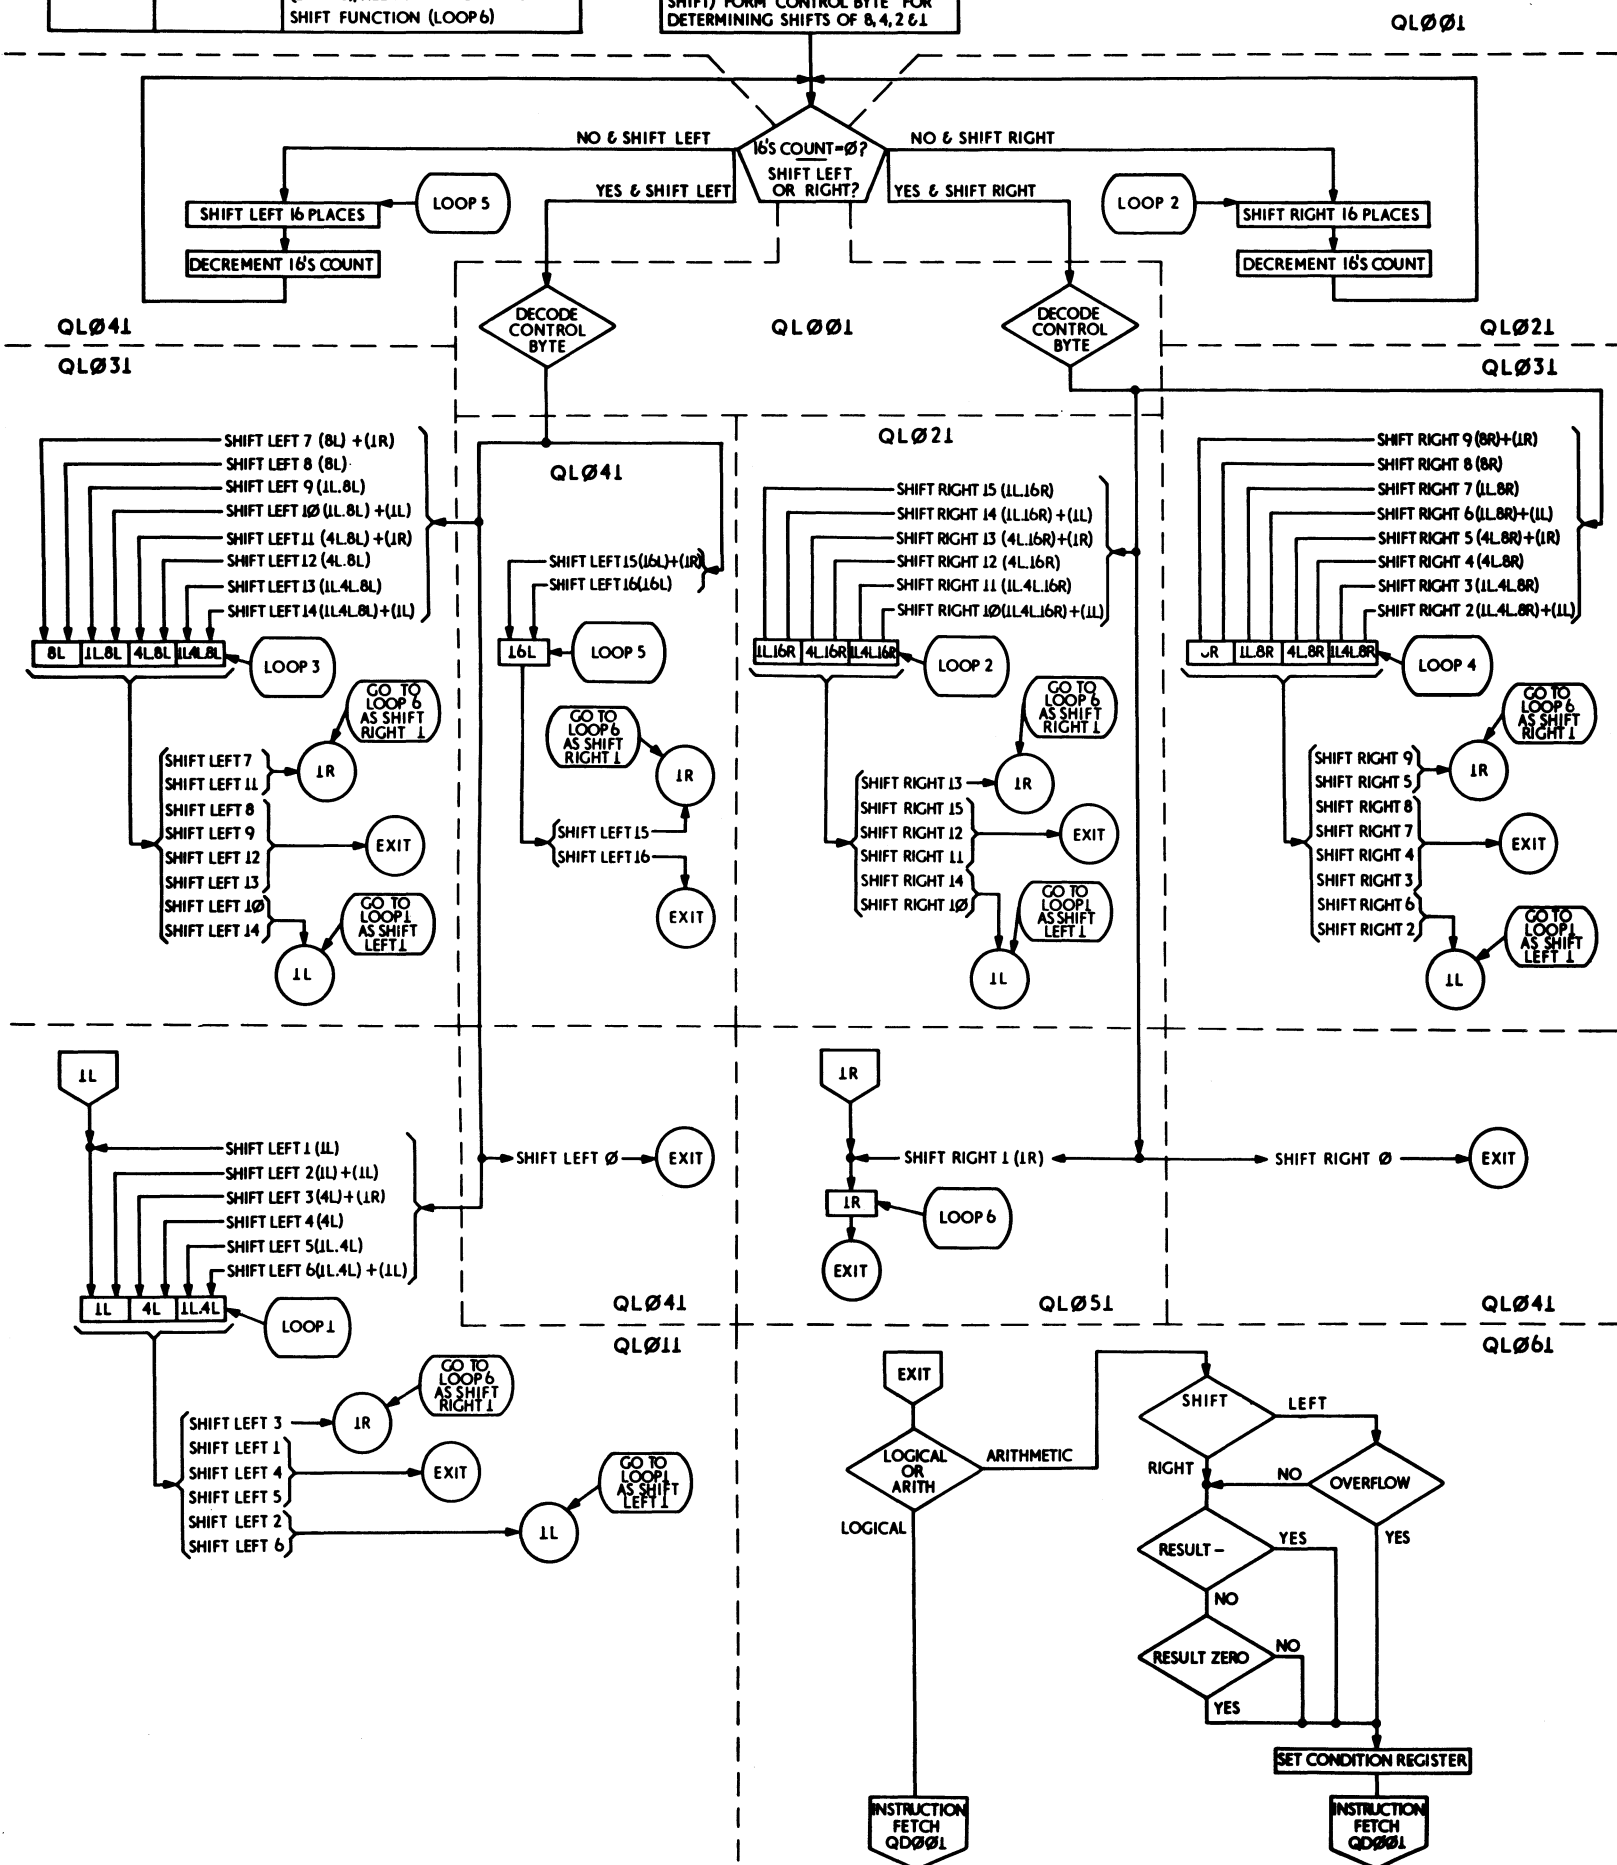 SHIFT FUNCTION (LOOP 6)
SHIFT) FORM CONTROL BYTE FOR
DETERMINING SHIFTS OF 8, 4, 2 & 1
QL001
NO & SHIFT LEFT
16'S COUNT=Ø?
SHIFT LEFT
OR RIGHT?
NO & SHIFT RIGHT
YES & SHIFT LEFT
YES & SHIFT RIGHT
LOOP 5
SHIFT LEFT 16 PLACES
DECREMENT 16'S COUNT
LOOP 2
SHIFT RIGHT 16 PLACES
DECREMENT 16'S COUNT
DECODE
CONTROL
BYTE
DECODE
CONTROL
BYTE
QLØ41
QL001
QLØ21
QLØ31
QLØ31
SHIFT LEFT 7 (8L) +(1R)
SHIFT LEFT 8 (8L)
SHIFT LEFT 9 (1L.8L)
SHIFT LEFT 1Ø (1L.8L) +(1L)
SHIFT LEFT 11 (4L.8L) +(1R)
SHIFT LEFT 12 (4L.8L)
SHIFT LEFT 13 (1L.4L.8L)
SHIFT LEFT 14 (1L.4L.8L)+(1L)
8L
1L.8L
4L.8L
1L.4L.8L
LOOP 3
GO TO
LOOP 6
AS SHIFT
RIGHT 1
1R
SHIFT LEFT 7
SHIFT LEFT 11
SHIFT LEFT 8
SHIFT LEFT 9
SHIFT LEFT 12
SHIFT LEFT 13
SHIFT LEFT 1Ø
SHIFT LEFT 14
EXIT
GO TO
LOOP 1
AS SHIFT
LEFT 1
1L
QLØ41
SHIFT LEFT 15(16L)+(1R)
SHIFT LEFT 16(16L)
16L
LOOP 5
GO TO
LOOP 6
AS SHIFT
RIGHT 1
1R
SHIFT LEFT 15
SHIFT LEFT 16
EXIT
QLØ21
SHIFT RIGHT 15 (1L.16R)
SHIFT RIGHT 14 (1L.16R)+(1L)
SHIFT RIGHT 13 (4L.16R)+(1R)
SHIFT RIGHT 12 (4L.16R)
SHIFT RIGHT 11 (1L.4L.16R)
SHIFT RIGHT 1Ø(1L.4L.16R)+(1L)
1L.16R
4L.16R
1L.4L.16R
LOOP 2
GO TO
LOOP 6
AS SHIFT
RIGHT 1
1R
SHIFT RIGHT 13
SHIFT RIGHT 15
SHIFT RIGHT 12
SHIFT RIGHT 11
SHIFT RIGHT 14
SHIFT RIGHT 1Ø
EXIT
GO TO
LOOP 1
AS SHIFT
LEFT 1
1L
SHIFT RIGHT 9 (8R)+(1R)
SHIFT RIGHT 8 (8R)
SHIFT RIGHT 7 (1L.8R)
SHIFT RIGHT 6 (1L.8R)+(1L)
SHIFT RIGHT 5 (4L.8R)+(1R)
SHIFT RIGHT 4 (4L.8R)
SHIFT RIGHT 3 (1L.4L.8R)
SHIFT RIGHT 2 (1L.4L.8R)+(1L)
1L.8R
4L.8R
1L.4L.8R
LOOP 4
GO TO
LOOP 6
AS SHIFT
RIGHT 1
1R
SHIFT RIGHT 9
SHIFT RIGHT 5
SHIFT RIGHT 8
SHIFT RIGHT 7
SHIFT RIGHT 4
SHIFT RIGHT 3
SHIFT RIGHT 6
SHIFT RIGHT 2
EXIT
GO TO
LOOP 1
AS SHIFT
LEFT 1
1L
1L
SHIFT LEFT 1 (1L)
SHIFT LEFT 2(1L)+(1L)
SHIFT LEFT 3(4L)+(1R)
SHIFT LEFT 4 (4L)
SHIFT LEFT 5(1L.4L)
SHIFT LEFT 6(1L.4L) +(1L)
1L
4L
1L.4L
LOOP 1
SHIFT LEFT Ø
EXIT
QLØ41
QLØ11
1R
SHIFT RIGHT 1 (1R)
1R
LOOP 6
EXIT
QLØ51
SHIFT RIGHT Ø
EXIT
QLØ41
QLØ61
GO TO
LOOP 6
AS SHIFT
RIGHT 1
1R
SHIFT LEFT 3
SHIFT LEFT 1
SHIFT LEFT 4
SHIFT LEFT 5
SHIFT LEFT 2
SHIFT LEFT 6
EXIT
GO TO
LOOP 1
AS SHIFT
LEFT 1
1L
EXIT
LOGICAL
OR
ARITH
ARITHMETIC
LOGICAL
SHIFT
LEFT
RIGHT
NO
OVERFLOW
YES
RESULT –
YES
NO
RESULT ZERO
NO
YES
SET CONDITION REGISTER
INSTRUCTION
FETCH
QDØØ1
INSTRUCTION
FETCH
QDØØ1